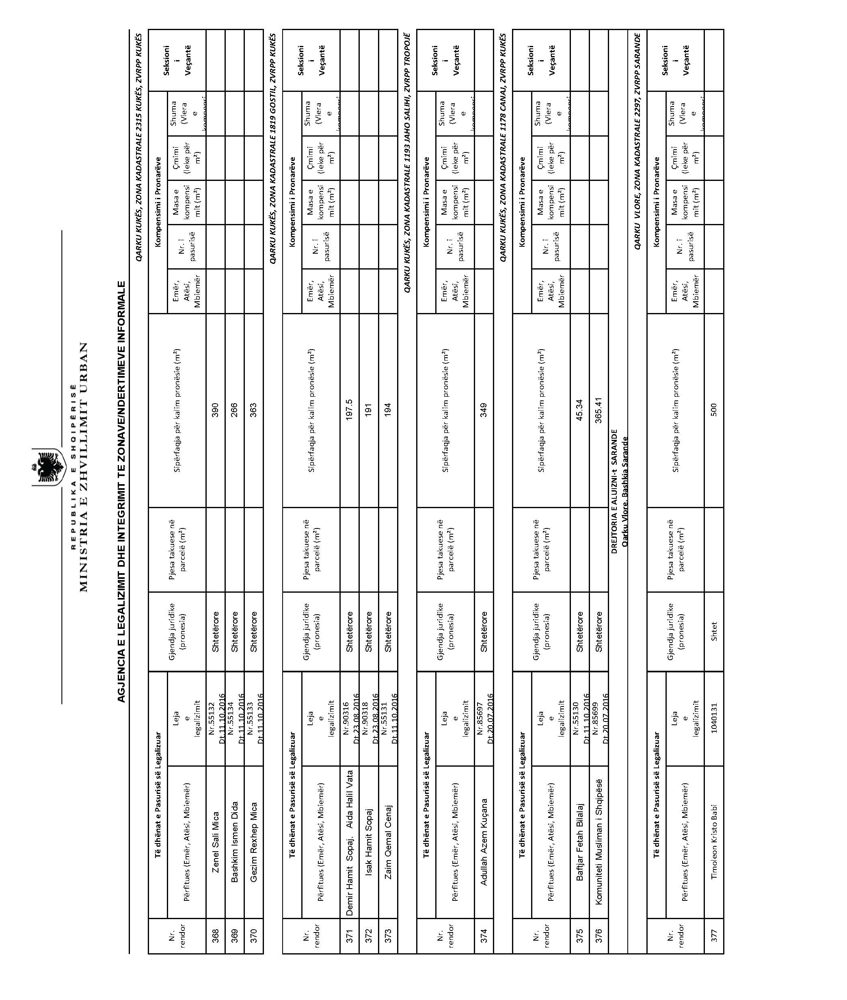 REPUBLIKA E SHQIPËRISË
MINISTRIA E ZHVILLIMIT URBAN
AGJENCIA E LEGALIZIMIT DHE INTEGRIMIT TE ZONAVE/NDERTIMEVE INFORMALE
QARKU KUKËS, ZONA KADASTRALE 2315 KUKËS, ZVRPP KUKËS
Nr. rendor
Të dhënat e Pasurisë së Legalizuar
Përfitues (Emër, Atësi, Mbiemër)
Leja e legalizimit
Gjendja juridike (pronesia)
Pjesa takuese në parcelë (m²)
Sipërfaqja për kalim pronësie (m²)
Kompensimi i Pronarëve
Emër, Atësi, Mbiemër
Nr. i pasurisë
Masa e kompensi mit (m²)
Çmimi (leke për m²)
Shuma (Vlera e kompensi
Seksioni i Veçantë
368 Zenel Sali Mica Nr.55132 Dt.11.10.2016 Shtetërore 390
369 Bashkim Ismen Dida Nr.55134 Dt.11.10.2016 Shtetërore 266
370 Gezim Rexhep Mica Nr.55133 Dt.11.10.2016 Shtetërore 363
QARKU KUKËS, ZONA KADASTRALE 1819 GOSTIL, ZVRPP KUKËS
Nr. rendor
Të dhënat e Pasurisë së Legalizuar
Përfitues (Emër, Atësi, Mbiemër)
Leja e legalizimit
Gjendja juridike (pronesia)
Pjesa takuese në parcelë (m²)
Sipërfaqja për kalim pronësie (m²)
Kompensimi i Pronarëve
Emër, Atësi, Mbiemër
Nr. i pasurisë
Masa e kompensi mit (m²)
Çmimi (leke për m²)
Shuma (Vlera e kompensi
Seksioni i Veçantë
371 Demir Hamit Sopaj, Aida Halil Vata Nr.90316 Dt.23.08.2016 Shtetërore 197.5
372 Isak Hamit Sopaj Nr.90318 Dt.23.08.2016 Shtetërore 191
373 Zaim Qemal Cenaj Nr.55131 Dt.11.10.2016 Shtetërore 194
QARKU KUKËS, ZONA KADASTRALE 1193 JAHO SALIHI, ZVRPP TROPOJË
Nr. rendor
Të dhënat e Pasurisë së Legalizuar
Përfitues (Emër, Atësi, Mbiemër)
Leja e legalizimit
Gjendja juridike (pronesia)
Pjesa takuese në parcelë (m²)
Sipërfaqja për kalim pronësie (m²)
Kompensimi i Pronarëve
Emër, Atësi, Mbiemër
Nr. i pasurisë
Masa e kompensi mit (m²)
Çmimi (leke për m²)
Shuma (Vlera e kompensi
Seksioni i Veçantë
374 Adullah Azem Kuçana Nr.85697 Dt.20.07.2016 Shtetërore 349
QARKU KUKËS, ZONA KADASTRALE 1178 CANAJ, ZVRPP KUKËS
Nr. rendor
Të dhënat e Pasurisë së Legalizuar
Përfitues (Emër, Atësi, Mbiemër)
Leja e legalizimit
Gjendja juridike (pronesia)
Pjesa takuese në parcelë (m²)
Sipërfaqja për kalim pronësie (m²)
Kompensimi i Pronarëve
Emër, Atësi, Mbiemër
Nr. i pasurisë
Masa e kompensi mit (m²)
Çmimi (leke për m²)
Shuma (Vlera e kompensi
Seksioni i Veçantë
375 Baftjar Fetah Bilalaj Nr.55130 Dt.11.10.2016 Shtetërore 45.34
376 Komuniteti Musliman i Shqipësë Nr.85699 Dt.20.07.2016 Shtetërore 365.41
DREJTORIA E ALUIZNI-t SARANDE
Qarku Vlore, Bashkia Sarande
QARKU VLORE, ZONA KADASTRALE 2297, ZVRPP SARANDE
Nr. rendor
Të dhënat e Pasurisë së Legalizuar
Përfitues (Emër, Atësi, Mbiemër)
Leja e legalizimit
Gjendja juridike (pronesia)
Pjesa takuese në parcelë (m²)
Sipërfaqja për kalim pronësie (m²)
Kompensimi i Pronarëve
Emër, Atësi, Mbiemër
Nr. i pasurisë
Masa e kompensi mit (m²)
Çmimi (leke për m²)
Shuma (Vlera e kompensi
Seksioni i Veçantë
377 Timoleon Kristo Babi 1040131 Shtet 500